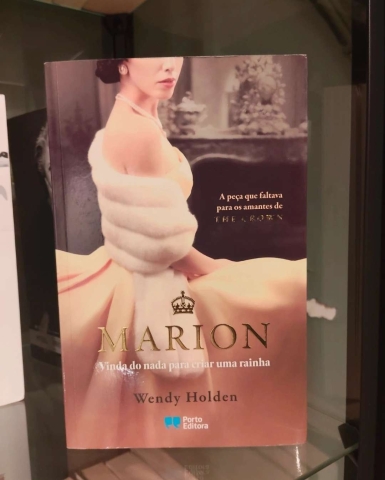 A peça que faltava
para os amantes de
THE CROWN
MARION
Vinda do nada para criar uma rainha
Wendy Holden
Porto
Editora